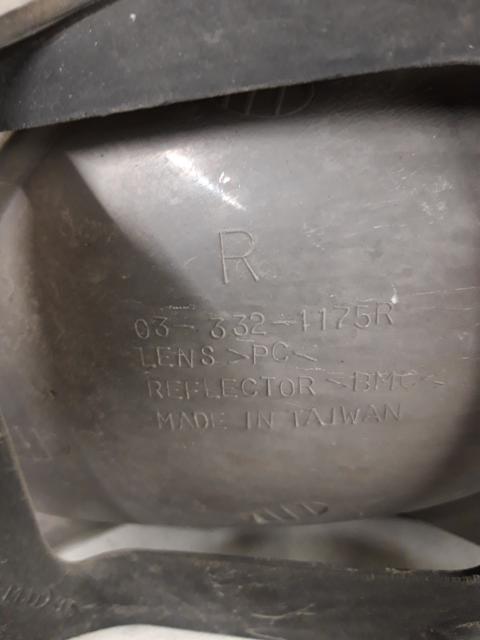 R
03-332-1175R
LENS >PC<
REFLECTOR <BMC<
MADE IN TAIWAN